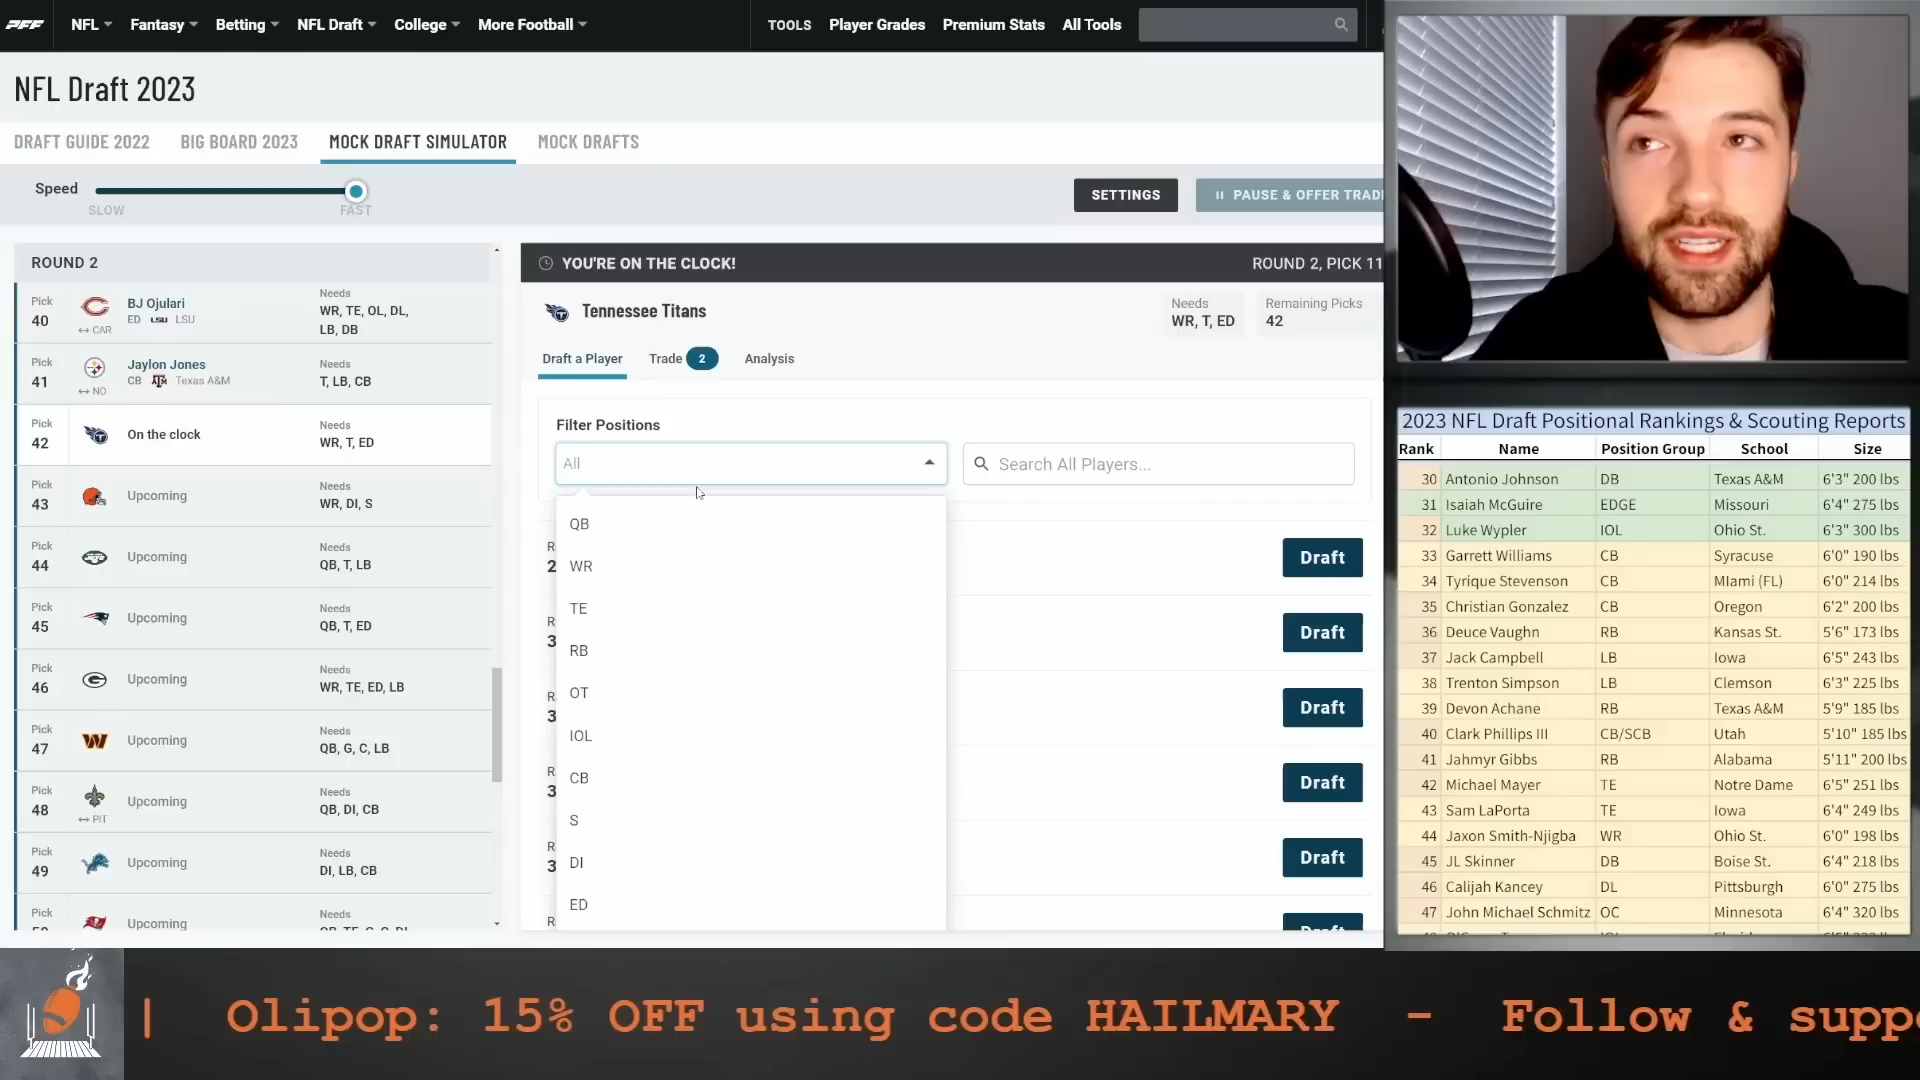 PFF NFL Fantasy Betting NFL Draft College More Football TOOLS Player Grades Premium Stats All Tools
NFL Draft 2023
DRAFT GUIDE 2022 BIG BOARD 2023 MOCK DRAFT SIMULATOR MOCK DRAFTS
Speed
SLOW FAST
SETTINGS
PAUSE & OFFER TRAD
ROUND 2
Pick 40 BJ Ojulari Needs
ED LSU LSU WR, TE, OL, DL,
↔ CAR LB, DB
Pick 41 Jaylon Jones Needs
CB ATM Texas A&M T, LB, CB
↔ NO
Pick 42 On the clock Needs
WR, T, ED
Pick 43 Upcoming Needs
WR, DI, S
Pick 44 Upcoming Needs
QB, T, LB
Pick 45 Upcoming Needs
QB, T, ED
Pick 46 Upcoming Needs
WR, TE, ED, LB
Pick 47 Upcoming Needs
QB, G, C, LB
Pick 48 Upcoming Needs
QB, DI, CB
↔ PIT
Pick 49 Upcoming Needs
DI, LB, CB
Pick Upcoming Needs
YOU'RE ON THE CLOCK! ROUND 2, PICK 11
Tennessee Titans
Needs
WR, T, ED
Remaining Picks
42
Draft a Player Trade 2 Analysis
Filter Positions
All
Search All Players...
QB
WR
TE
RB
OT
IOL
CB
S
DI
ED
Draft
Draft
Draft
Draft
Draft
Draft
2023 NFL Draft Positional Rankings & Scouting Reports
Rank Name Position Group School Size
30 Antonio Johnson DB Texas A&M 6'3" 200 lbs
31 Isaiah McGuire EDGE Missouri 6'4" 275 lbs
32 Luke Wypler IOL Ohio St. 6'3" 300 lbs
33 Garrett Williams CB Syracuse 6'0" 190 lbs
34 Tyrique Stevenson CB MIami (FL) 6'0" 214 lbs
35 Christian Gonzalez CB Oregon 6'2" 200 lbs
36 Deuce Vaughn RB Kansas St. 5'6" 173 lbs
37 Jack Campbell LB Iowa 6'5" 243 lbs
38 Trenton Simpson LB Clemson 6'3" 225 lbs
39 Devon Achane RB Texas A&M 5'9" 185 lbs
40 Clark Phillips III CB/SCB Utah 5'10" 185 lbs
41 Jahmyr Gibbs RB Alabama 5'11" 200 lbs
42 Michael Mayer TE Notre Dame 6'5" 251 lbs
43 Sam LaPorta TE Iowa 6'4" 249 lbs
44 Jaxon Smith-Njigba WR Ohio St. 6'0" 198 lbs
45 JL Skinner DB Boise St. 6'4" 218 lbs
46 Calijah Kancey DL Pittsburgh 6'0" 275 lbs
47 John Michael Schmitz OC Minnesota 6'4" 320 lbs
| Olipop: 15% OFF using code HAILMARY - Follow & supp